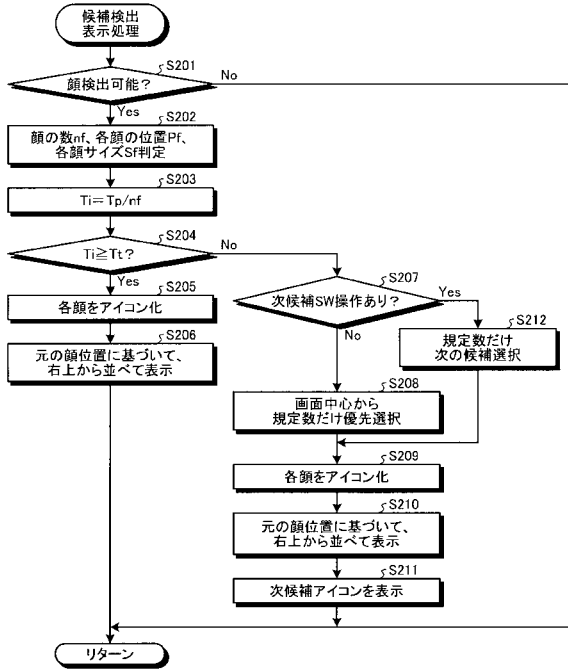 候補検出
表示処理
S201
顔検出可能？
No
Yes
S202
顔の数nf、各顔の位置Pf、
各顔サイズSf判定
S203
Ti=Tp/nf
S204
Ti≧Tt？
No
Yes
S205
各顔をアイコン化
S206
元の顔位置に基づいて、
右上から並べて表示
S207
次候補SW操作あり？
Yes
No
S212
規定数だけ
次の候補選択
S208
画面中心から
規定数だけ優先選択
S209
各顔をアイコン化
S210
元の顔位置に基づいて、
右上から並べて表示
S211
次候補アイコンを表示
リターン